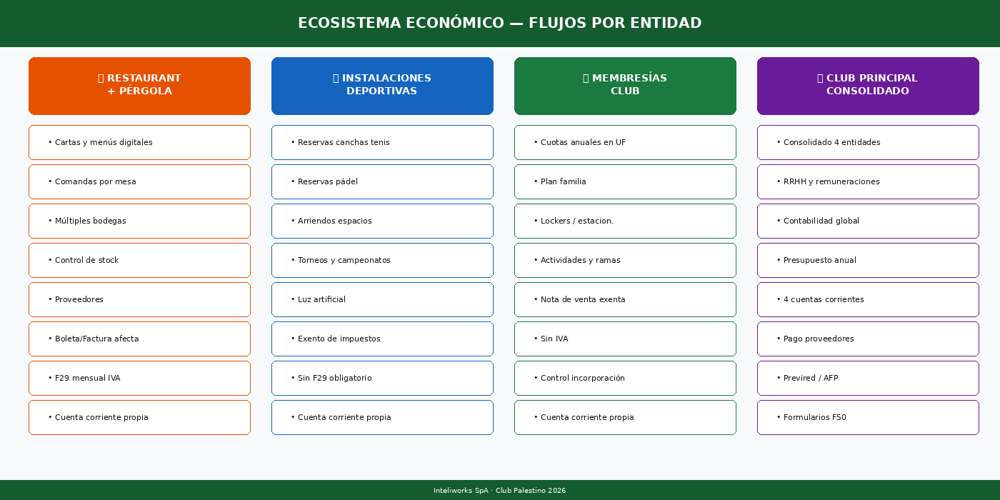 ECOSISTEMA ECONÓMICO — FLUJOS POR ENTIDAD
RESTAURANT
+ PÉRGOLA
• Cartas y menús digitales
• Comandas por mesa
• Múltiples bodegas
• Control de stock
• Proveedores
• Boleta/Factura afecta
• F29 mensual IVA
• Cuenta corriente propia
INSTALACIONES
DEPORTIVAS
• Reservas canchas tenis
• Reservas pádel
• Arriendos espacios
• Torneos y campeonatos
• Luz artificial
• Exento de impuestos
• Sin F29 obligatorio
• Cuenta corriente propia
MEMBRESÍAS
CLUB
• Cuotas anuales en UF
• Plan familia
• Lockers / estacion.
• Actividades y ramas
• Nota de venta exenta
• Sin IVA
• Control incorporación
• Cuenta corriente propia
CLUB PRINCIPAL
CONSOLIDADO
• Consolidado 4 entidades
• RRHH y remuneraciones
• Contabilidad global
• Presupuesto anual
• 4 cuentas corrientes
• Pago proveedores
• Previred / AFP
• Formularios F50
Inteliworks SpA · Club Palestino 2026